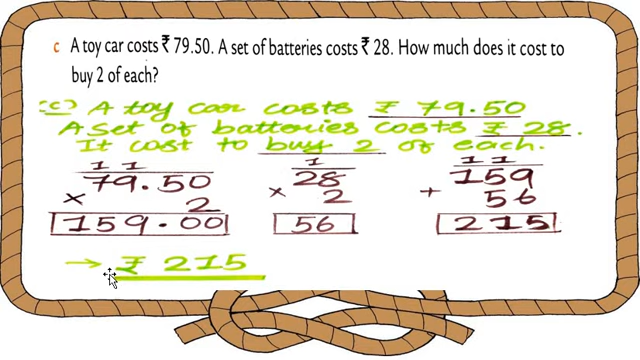 c A toy car costs ₹ 79.50. A set of batteries costs ₹ 28. How much does it cost to
buy 2 of each?
(c) A toy car costs ₹ 79.50
A set of batteries costs ₹ 28.
It cost to buy 2 of each.
1 1
79.50
× 2
159.00
1
28
× 2
56
1 1
159
+ 56
215
→ ₹ 215